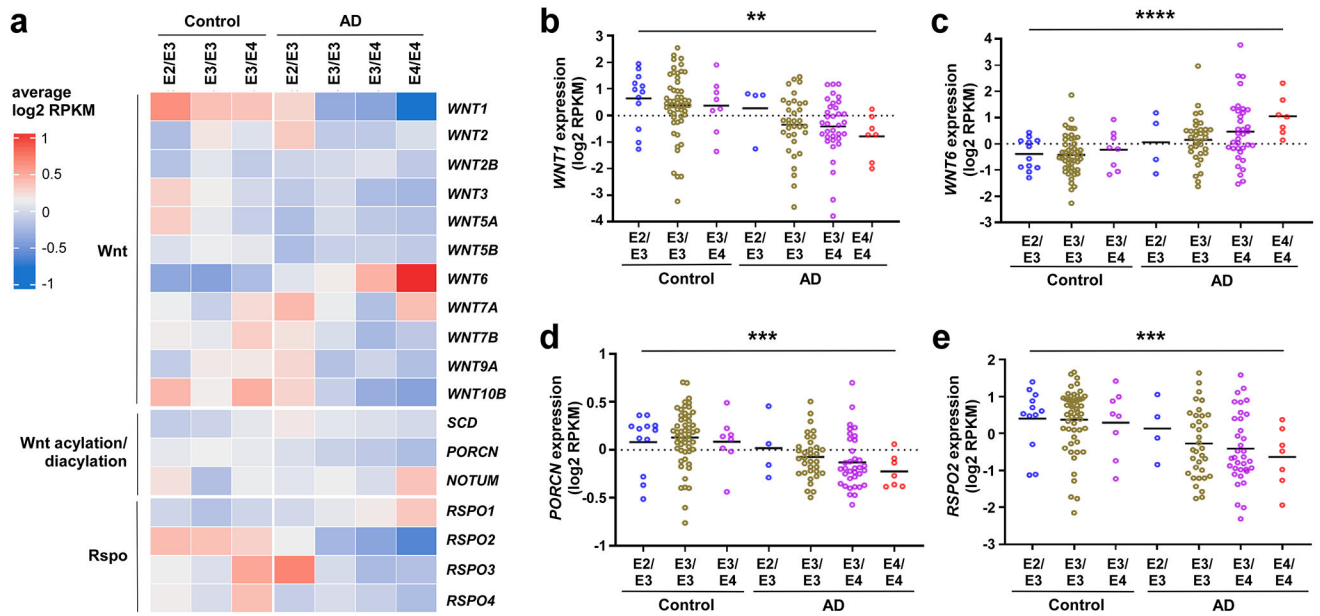 a
Control AD
E2/E3 E3/E3 E3/E4 E2/E3 E3/E3 E3/E4 E4/E4
average
log2 RPKM
1
0.5
0
-0.5
-1
Wnt
WNT1
WNT2
WNT2B
WNT3
WNT5A
WNT5B
WNT6
WNT7A
WNT7B
WNT9A
WNT10B
Wnt acylation/
diacylation
SCD
PORCN
NOTUM
Rspo
RSPO1
RSPO2
RSPO3
RSPO4
b
**
WNT1 expression
(log2 RPKM)
3
2
1
0
-1
-2
-3
-4
E2/ E3/ E3/ E2/ E3/ E3/ E4/
E3 E3 E4 E3 E3 E4 E4
Control AD
c
****
WNT6 expression
(log2 RPKM)
4
3
2
1
0
-1
-2
-3
E2/ E3/ E3/ E2/ E3/ E3/ E4/
E3 E3 E4 E3 E3 E4 E4
Control AD
d
***
PORCN expression
(log2 RPKM)
1
0.5
0
-0.5
-1
E2/ E3/ E3/ E2/ E3/ E3/ E4/
E3 E3 E4 E3 E3 E4 E4
Control AD
e
***
RSPO2 expression
(log2 RPKM)
2
1
0
-1
-2
-3
E2/ E3/ E3/ E2/ E3/ E3/ E4/
E3 E3 E4 E3 E3 E4 E4
Control AD